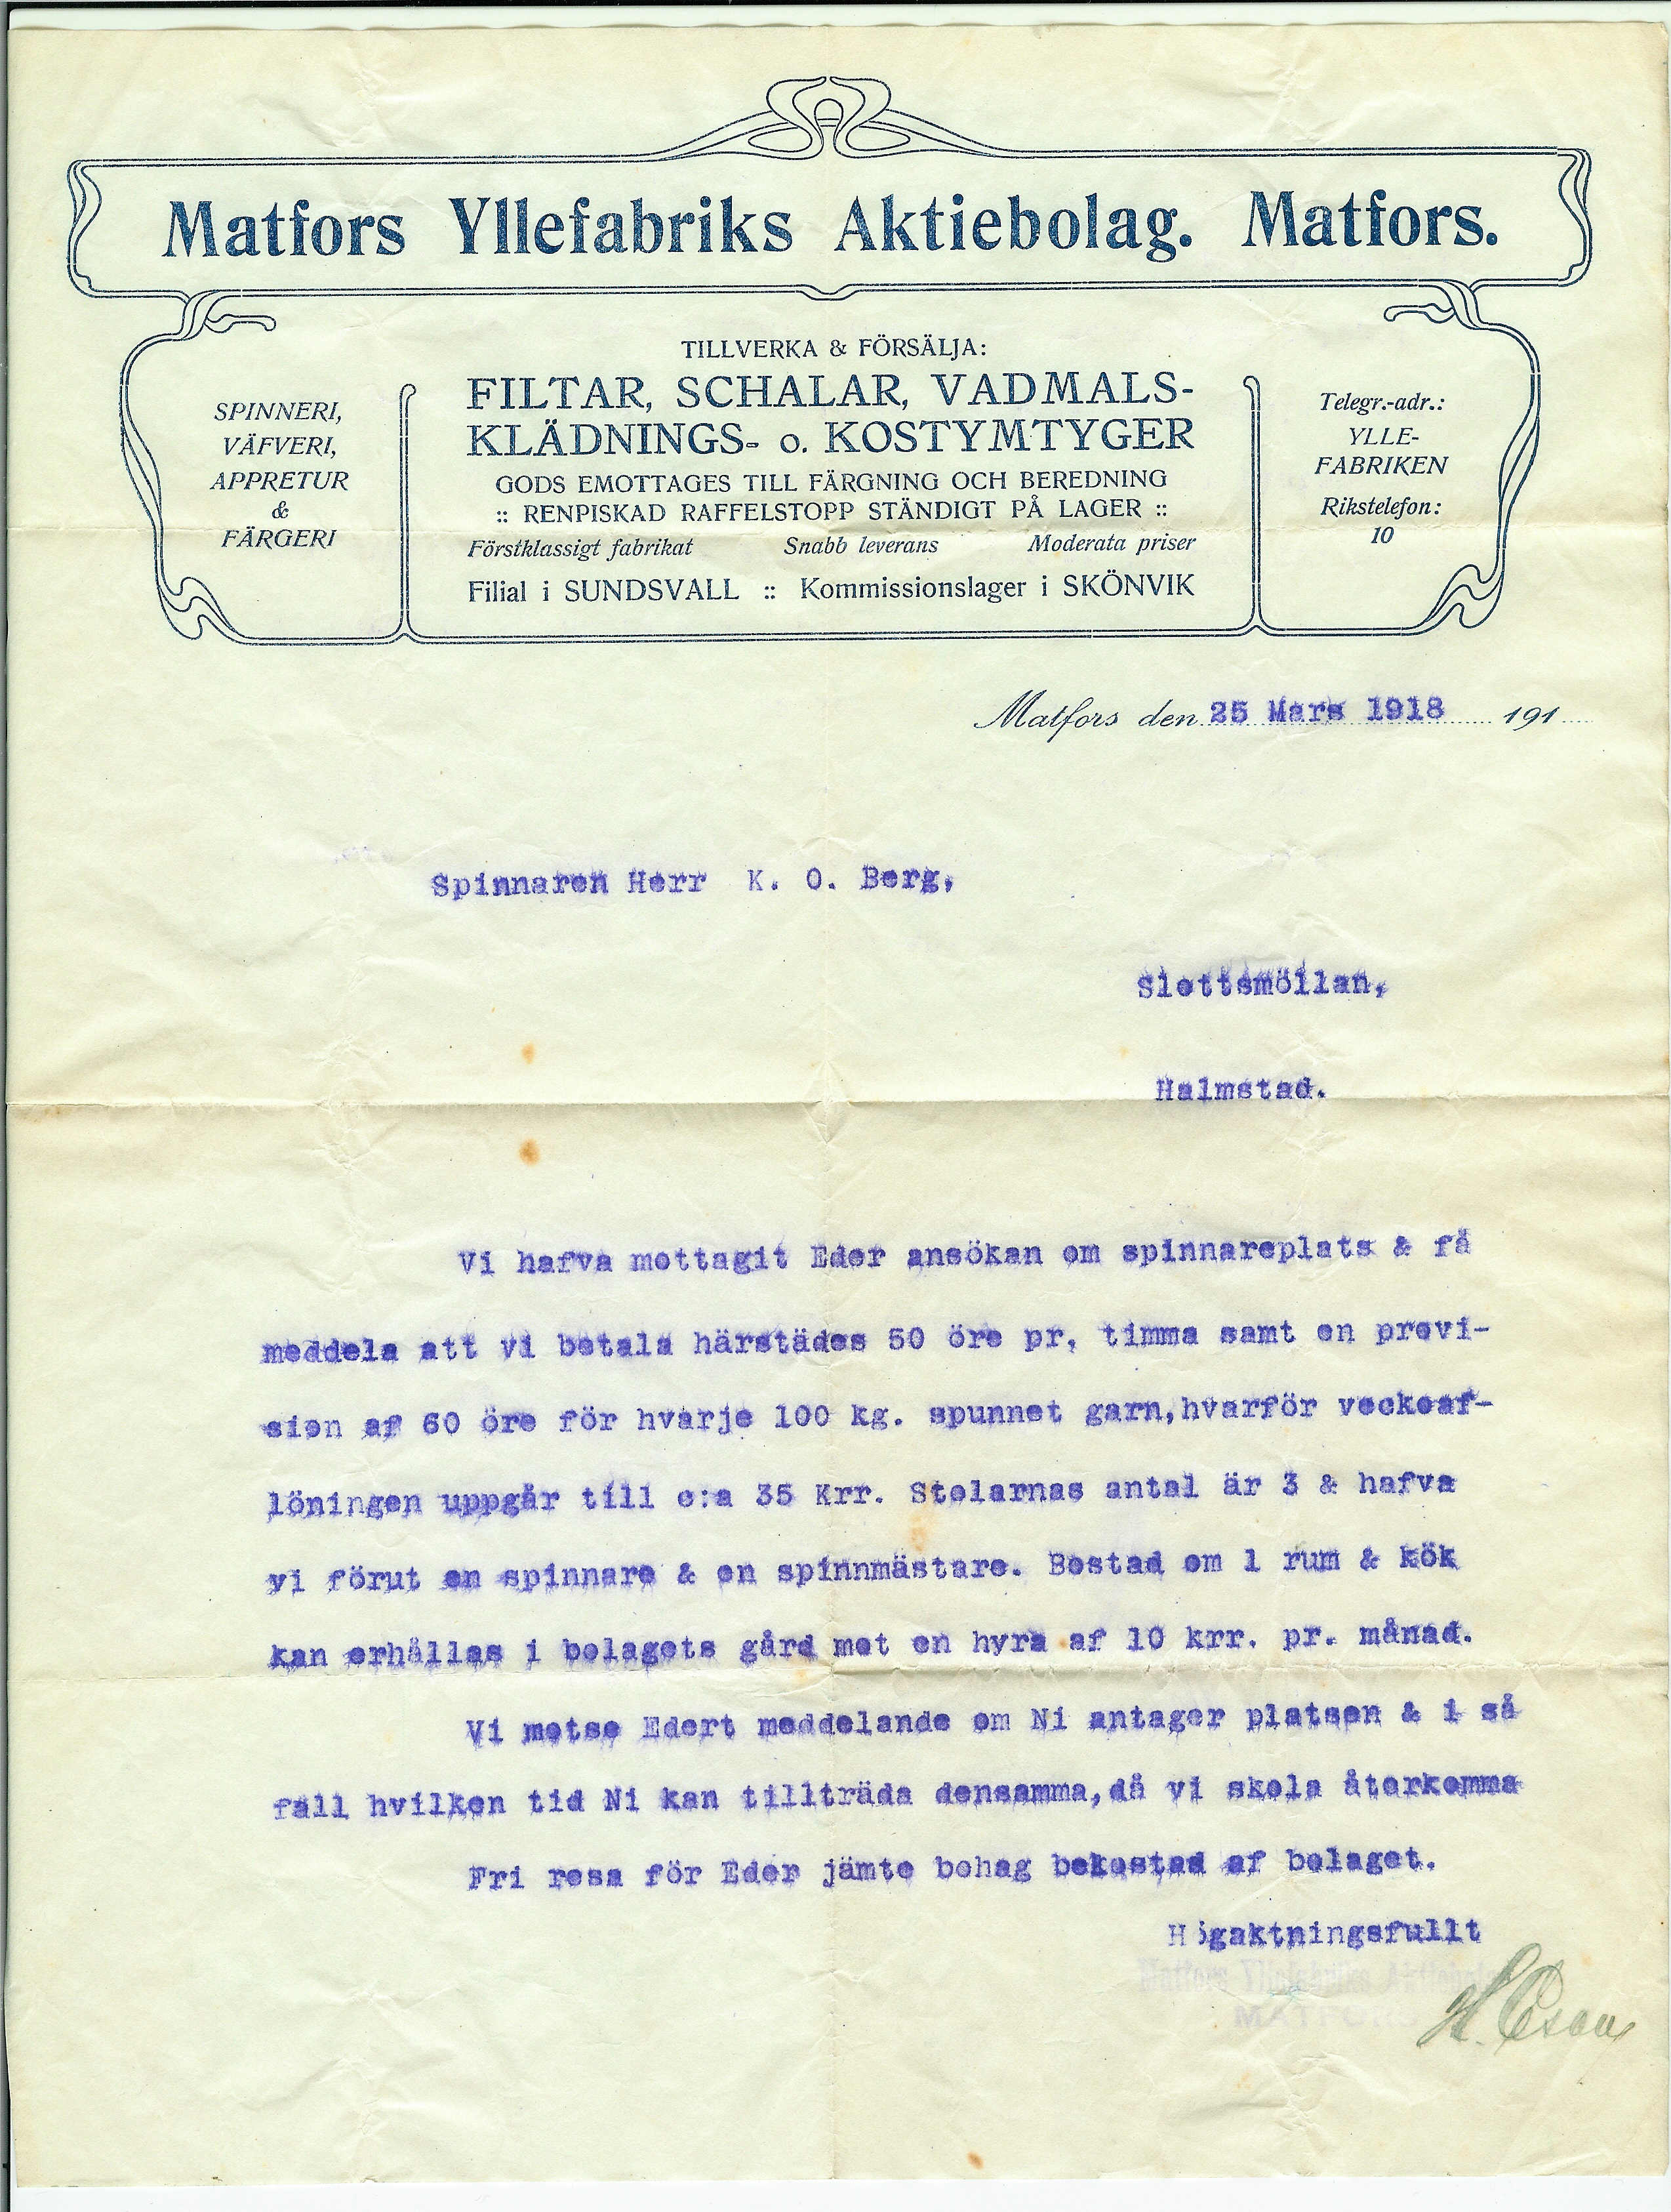 Matfors Yllefabriks Aktiebolag. Matfors.
SPINNERI,
VÄFVERI,
APPRETUR
&
FÄRGERI
TILLVERKA & FÖRSÄLJA:
FILTAR, SCHALAR, VADMALS-
KLÄDNINGS- o. KOSTYMTYGER
GODS EMOTTAGES TILL FÄRGNING OCH BEREDNING
:: RENPISKAD RAFFELSTOPP STÄNDIGT PÅ LAGER ::
Förstklassigt fabrikat Snabb leverans Moderata priser
Filial i SUNDSVALL :: Kommissionslager i SKÖNVIK
Telegr.-adr.:
YLLE-
FABRIKEN
Rikstelefon:
10
Matfors den 25 Mars 1918 191
Spinnaren Herr K. O. Berg,
Slottsmöllan,
Halmstad.
Vi hafva mottagit Eder ansökan om spinnareplats & få
meddela att vi betala härstädes 50 öre pr, timma samt en provi-
sion af 60 öre för hvarje 100 kg. spunnet garn,hvarför veckoaf-
löningen uppgår till c:a 35 Krr. Stolarnas antal är 3 & hafva
vi förut en spinnare & en spinnmästare. Bostad om 1 rum & kök
kan erhållas i bolagets gård mot en hyra af 10 krr. pr. månad.
Vi motse Edert meddelande om Ni antager platsen & i så
fall hvilken tid Ni kan tillträda densamma,då vi skola återkomma
Fri resa för Eder jämte bohag bekostad af bolaget.
Högaktningsfullt
Matfors Yllefabriks Aktiebolag
MATFORS